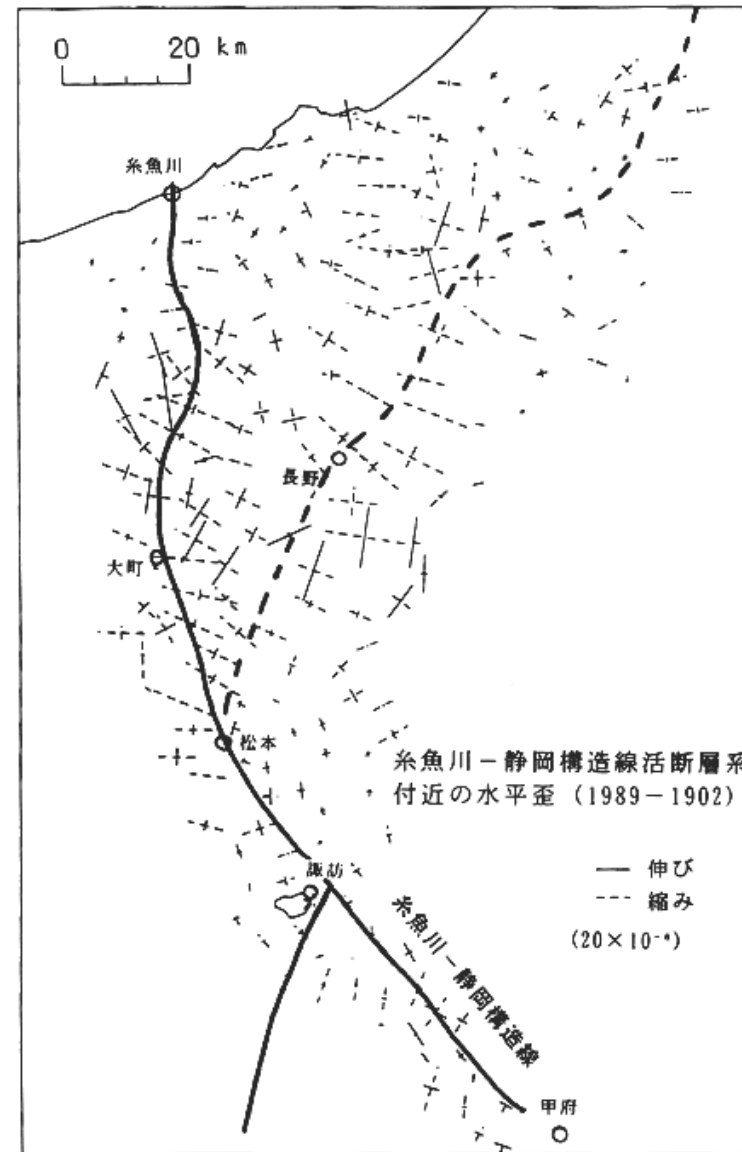 0 20 km
糸魚川
長野
大町
松本
糸魚川－静岡構造線活断層系
付近の水平歪（1989－1902）
諏訪
伸び
縮み
(20×10⁻⁶)
糸魚川－静岡構造線
甲府